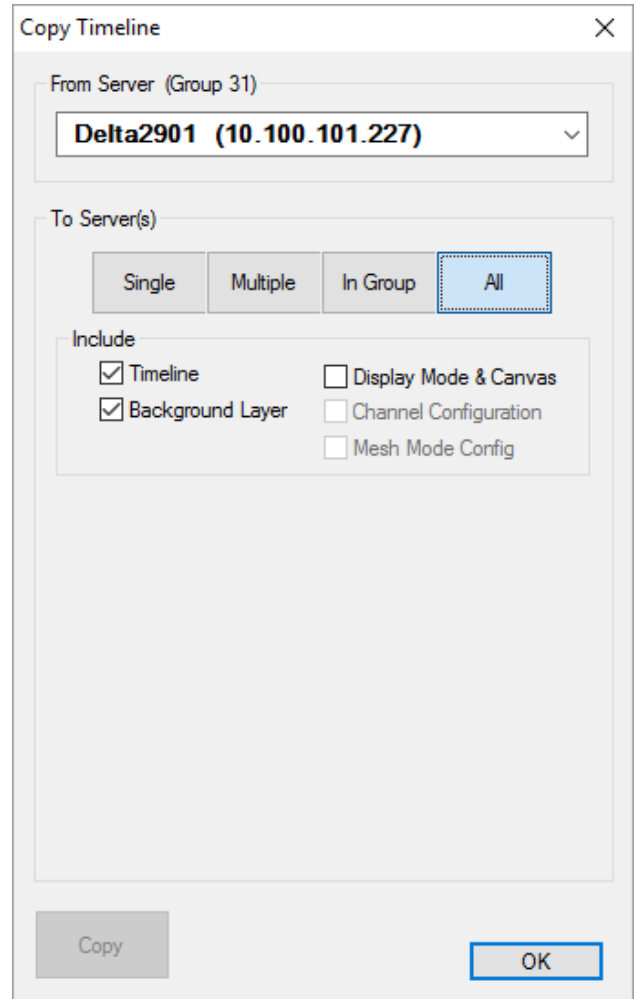 Copy Timeline
From Server (Group 31)
Delta2901 (10.100.101.227)
To Server(s)
Single Multiple In Group All
Include
Timeline Display Mode & Canvas
Background Layer Channel Configuration
Mesh Mode Config
Copy OK